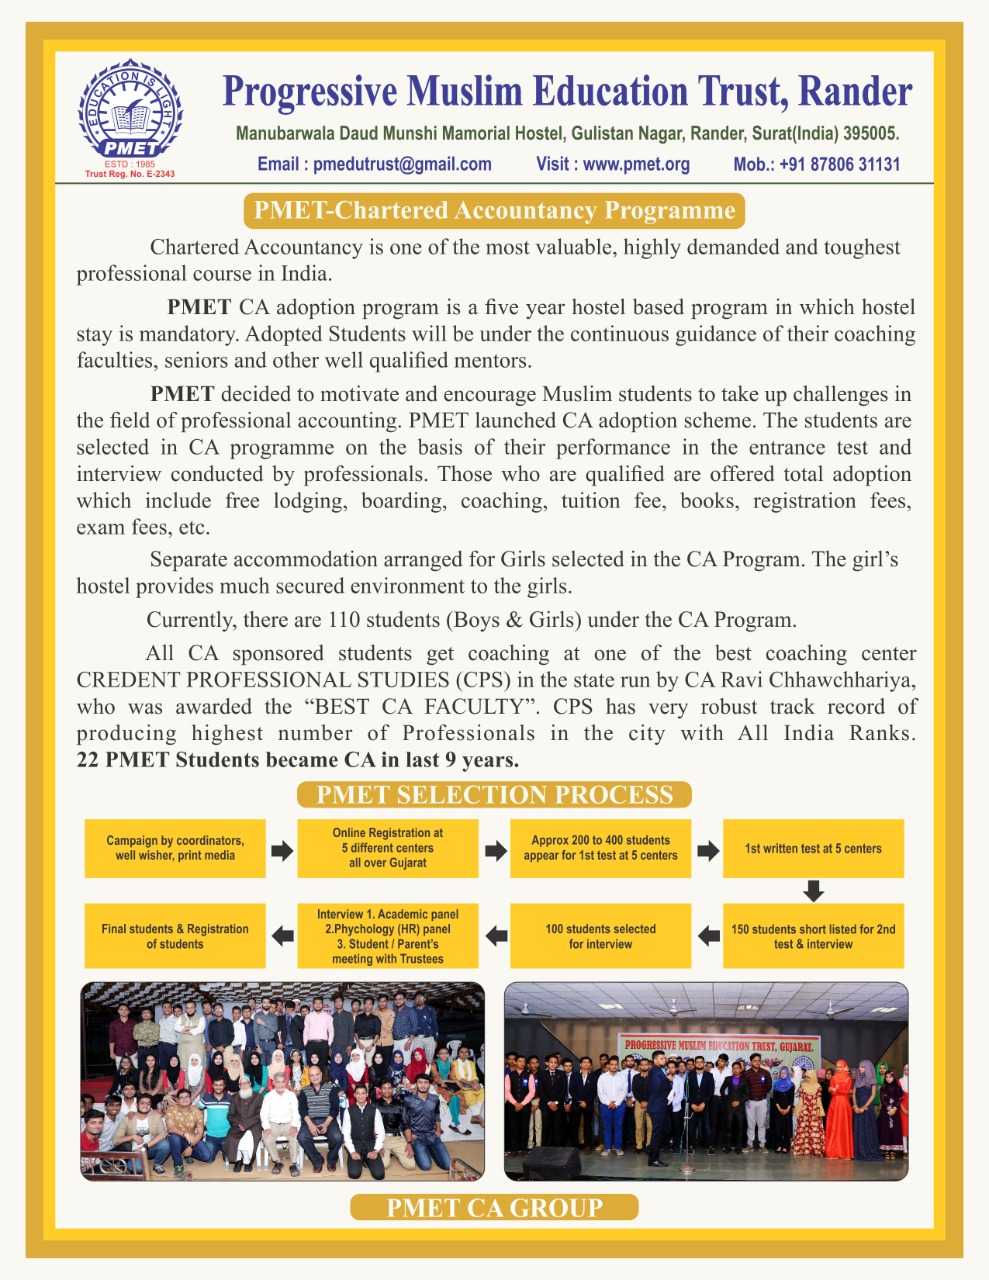 EDUCATION IS LIGHT
PMET
ESTD : 1985
Trust Reg. No. E-2343
Progressive Muslim Education Trust, Rander
Manubarwala Daud Munshi Mamorial Hostel, Gulistan Nagar, Rander, Surat(India) 395005.
Email : pmedutrust@gmail.com Visit : www.pmet.org Mob.: +91 87806 31131
PMET-Chartered Accountancy Programme
Chartered Accountancy is one of the most valuable, highly demanded and toughest
professional course in India.
PMET CA adoption program is a five year hostel based program in which hostel
stay is mandatory. Adopted Students will be under the continuous guidance of their coaching
faculties, seniors and other well qualified mentors.
PMET decided to motivate and encourage Muslim students to take up challenges in
the field of professional accounting. PMET launched CA adoption scheme. The students are
selected in CA programme on the basis of their performance in the entrance test and
interview conducted by professionals. Those who are qualified are offered total adoption
which include free lodging, boarding, coaching, tuition fee, books, registration fees,
exam fees, etc.
Separate accommodation arranged for Girls selected in the CA Program. The girl's
hostel provides much secured environment to the girls.
Currently, there are 110 students (Boys & Girls) under the CA Program.
All CA sponsored students get coaching at one of the best coaching center
CREDENT PROFESSIONAL STUDIES (CPS) in the state run by CA Ravi Chhawchhariya,
who was awarded the “BEST CA FACULTY”. CPS has very robust track record of
producing highest number of Professionals in the city with All India Ranks.
22 PMET Students became CA in last 9 years.
PMET SELECTION PROCESS
Campaign by coordinators,
well wisher, print media
Online Registration at
5 different centers
all over Gujarat
Approx 200 to 400 students
appear for 1st test at 5 centers
1st written test at 5 centers
150 students short listed for 2nd
test & interview
100 students selected
for interview
Interview 1. Academic panel
2.Phychology (HR) panel
3. Student / Parent's
meeting with Trustees
Final students & Registration
of students
PROGRESSIVE MUSLIM EDUCATION TRUST, GUJARAT.
PMET CA GROUP